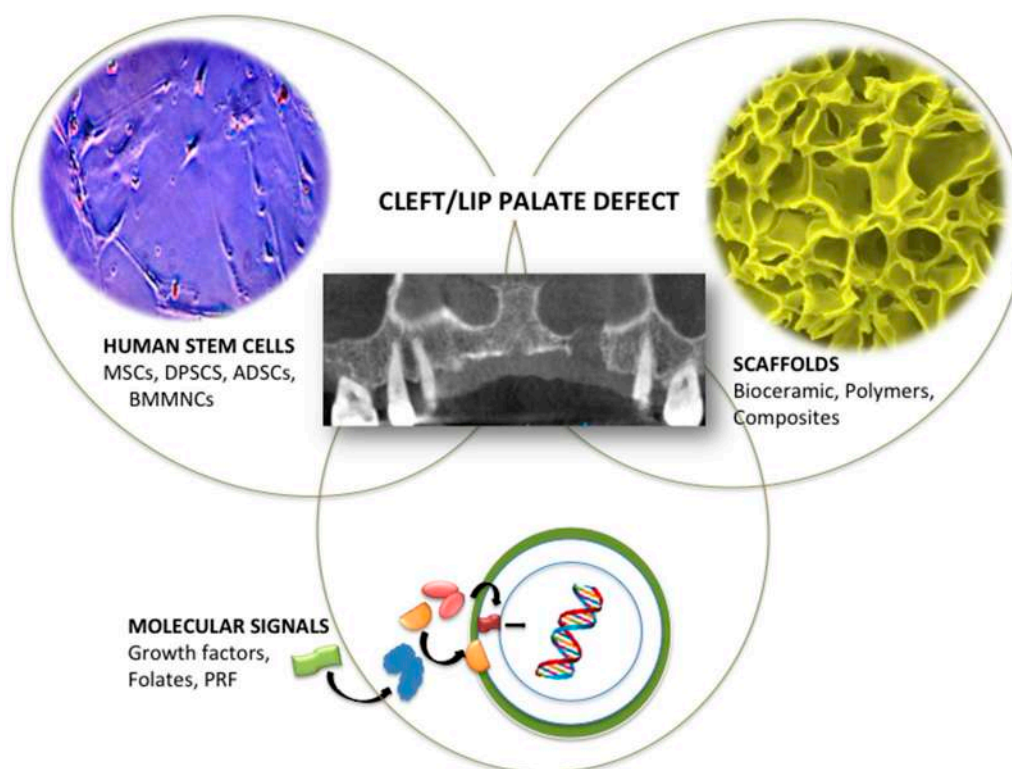 CLEFT/LIP PALATE DEFECT
HUMAN STEM CELLS
MSCs, DPSCS, ADSCs,
BMMNCs
SCAFFOLDS
Bioceramic, Polymers,
Composites
MOLECULAR SIGNALS
Growth factors,
Folates, PRF